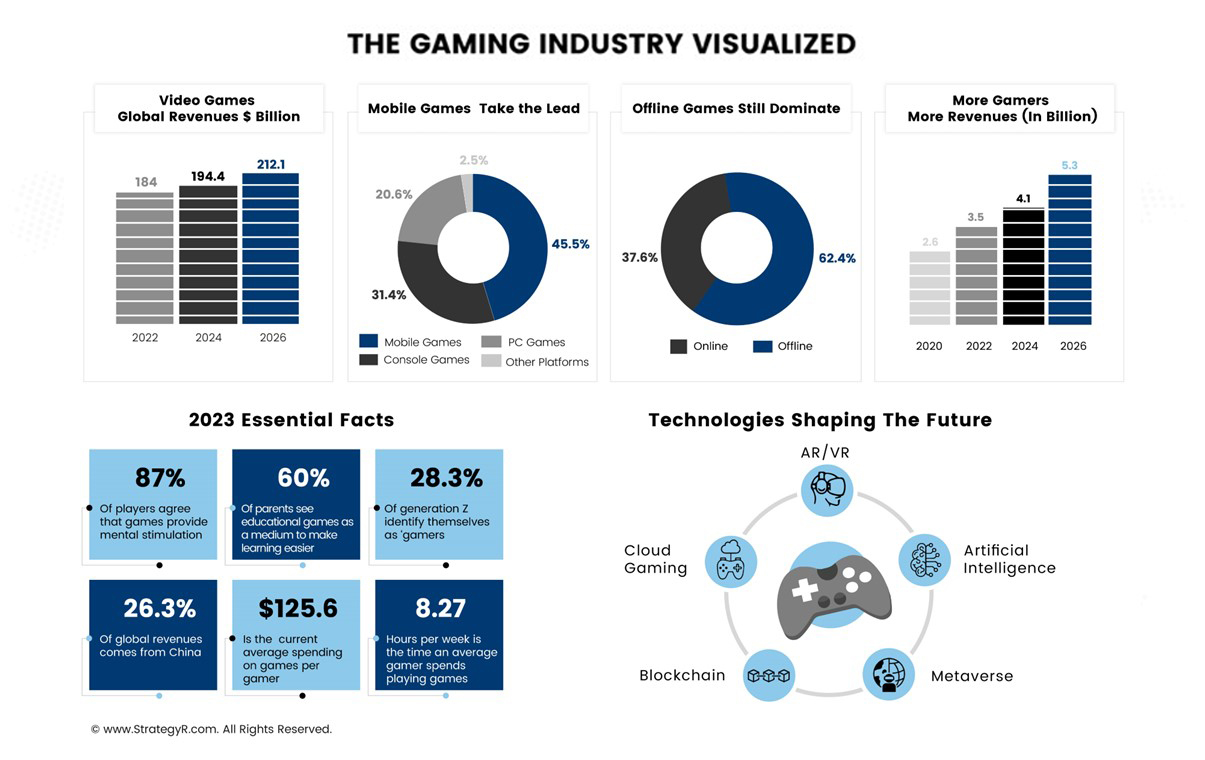 THE GAMING INDUSTRY VISUALIZED
Video Games
Global Revenues $ Billion
184
194.4
212.1
2022
2024
2026
Mobile Games Take the Lead
2.5%
20.6%
45.5%
31.4%
Mobile Games
PC Games
Console Games
Other Platforms
Offline Games Still Dominate
37.6%
62.4%
Online
Offline
More Gamers
More Revenues (In Billion)
2.6
3.5
4.1
5.3
2020
2022
2024
2026
2023 Essential Facts
87%
Of players agree
that games provide
mental stimulation
60%
Of parents see
educational games as
a medium to make
learning easier
28.3%
Of generation Z
identify themselves
as 'gamers
26.3%
Of global revenues
comes from China
$125.6
Is the current
average spending
on games per
gamer
8.27
Hours per week is
the time an average
gamer spends
playing games
Technologies Shaping The Future
AR/VR
Cloud
Gaming
Artificial
Intelligence
Blockchain
Metaverse
© www.StrategyR.com. All Rights Reserved.